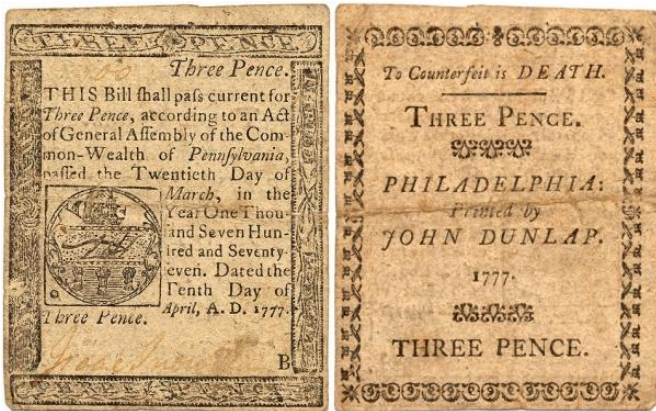 THREE PENCE
Three Pence.
THIS Bill ſhall paſs current for
Three Pence, according to an Act
of General Aſſembly of the Com-
mon-Wealth of Pennſylvania,
paſſed the Twentieth Day of
March, in the
Year One Thou-
ſand Seven Hun-
dred and Seventy-
ſeven. Dated the
Tenth Day of
April, A. D. 1777.
Three Pence.
B
To Counterfeit is DEATH.
THREE PENCE.
PHILADELPHIA:
Printed by
JOHN DUNLAP.
1777.
THREE PENCE.